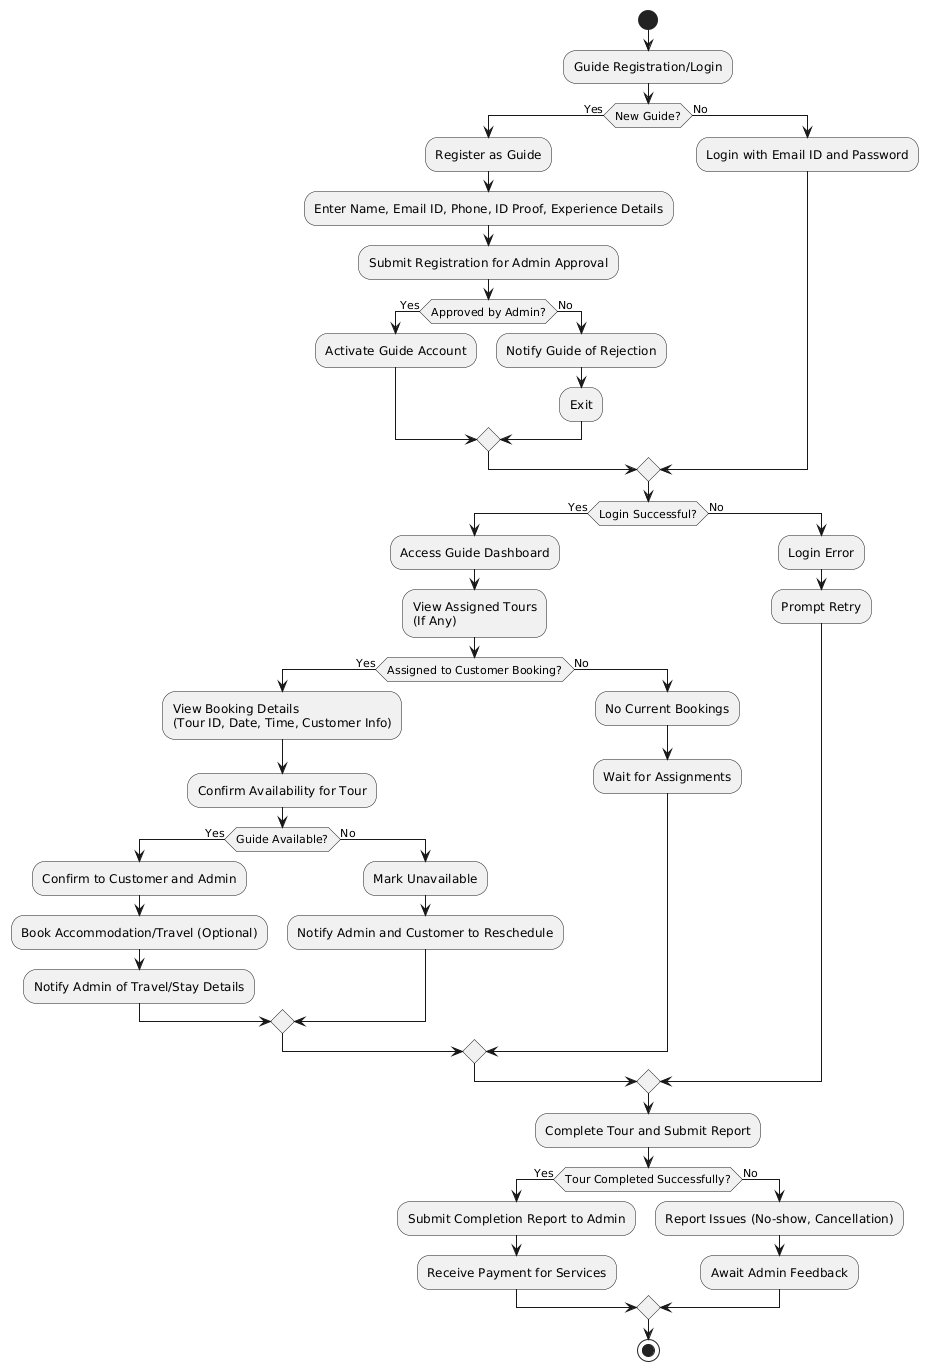 Guide Registration/Login
Yes
New Guide?
No
Register as Guide
Login with Email ID and Password
Enter Name, Email ID, Phone, ID Proof, Experience Details
Submit Registration for Admin Approval
Yes
Approved by Admin?
No
Activate Guide Account
Notify Guide of Rejection
Exit
Yes
Login Successful?
No
Access Guide Dashboard
Login Error
View Assigned Tours
(If Any)
Prompt Retry
Yes
Assigned to Customer Booking?
No
View Booking Details
(Tour ID, Date, Time, Customer Info)
No Current Bookings
Confirm Availability for Tour
Wait for Assignments
Yes
Guide Available?
No
Confirm to Customer and Admin
Mark Unavailable
Book Accommodation/Travel (Optional)
Notify Admin and Customer to Reschedule
Notify Admin of Travel/Stay Details
Complete Tour and Submit Report
Yes
Tour Completed Successfully?
No
Submit Completion Report to Admin
Report Issues (No-show, Cancellation)
Receive Payment for Services
Await Admin Feedback